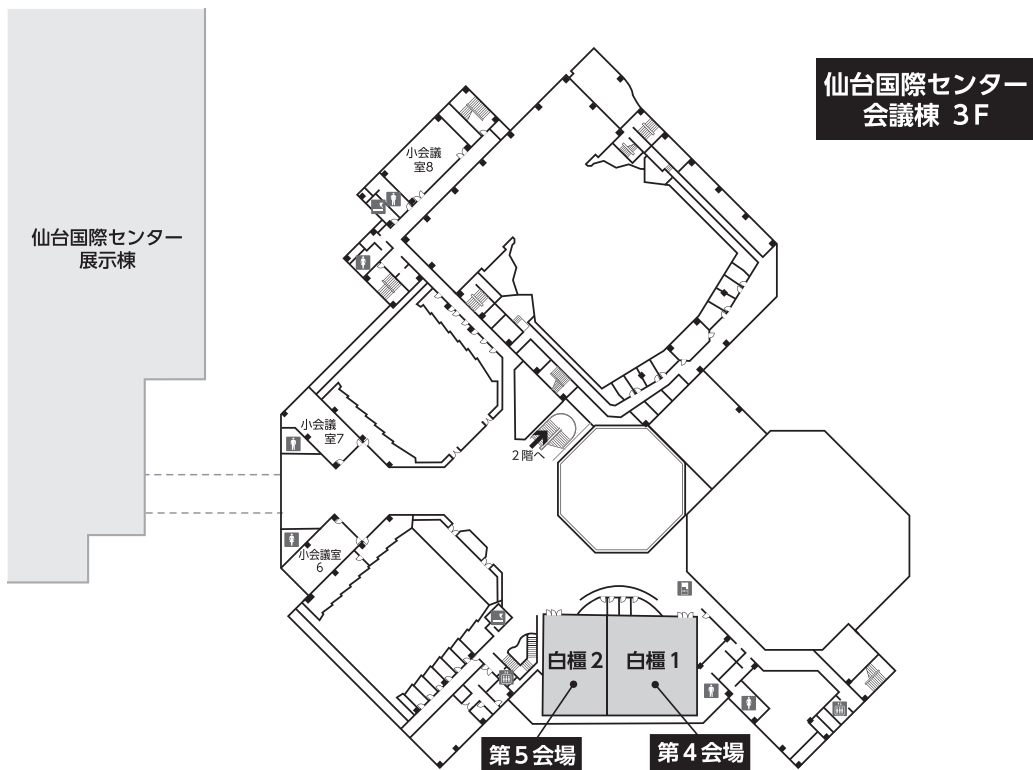 仙台国際センター
会議棟 3F
小会議
室8
仙台国際センター
展示棟
小会議
室7
2階へ
小会議室
6
白橿2
白橿1
第5会場
第4会場